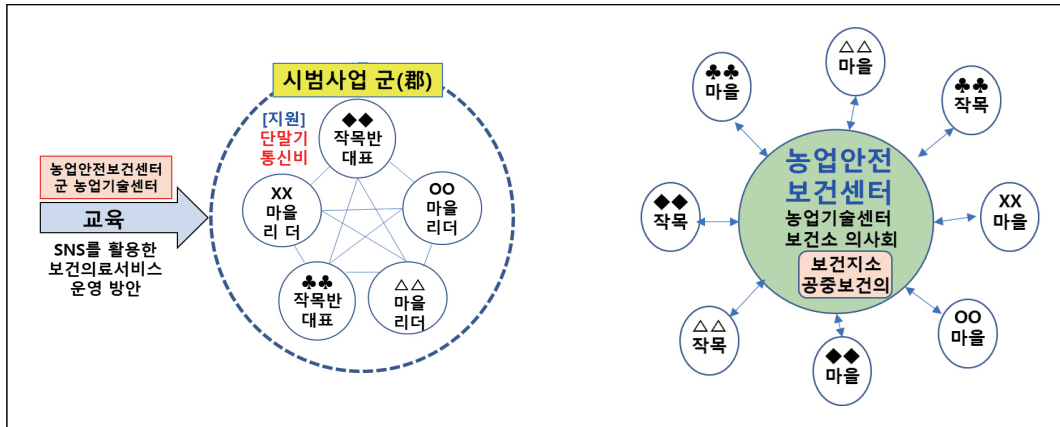 시범사업 군(郡)
[지원]
단말기
통신비
◆◆
작목반
대표
농업안전보건센터
군 농업기술센터
교육
SNS를 활용한
보건의료서비스
운영 방안
XX
마을
리 더
OO
마을
리더
♣♣
작목반
대표
△△
마을
리더
△△
마을
♣♣
마을
♣♣
작목
농업안전
보건센터
농업기술센터
보건소 의사회
보건지소
공중보건의
◆◆
작목
XX
마을
△△
작목
◆◆
마을
OO
마을